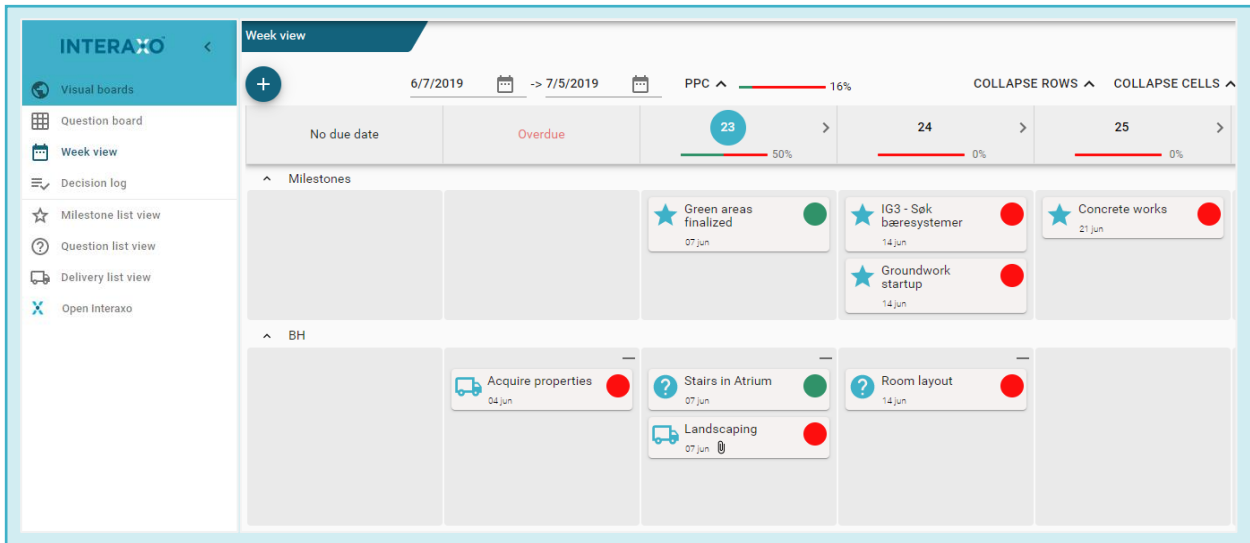 INTERAXO
Week view
Visual boards
Question board
Week view
Decision log
Milestone list view
Question list view
Delivery list view
Open Interaxo
6/7/2019 -> 7/5/2019 PPC 16% COLLAPSE ROWS COLLAPSE CELLS
No due date Overdue 23 24 25
50% 0% 0%
Milestones
Green areas
finalized
07 jun
IG3 - Søk
bæresystemer
14 jun
Concrete works
21 jun
Groundwork
startup
14 jun
BH
Acquire properties
04 jun
Stairs in Atrium
07 jun
Room layout
14 jun
Landscaping
07 jun